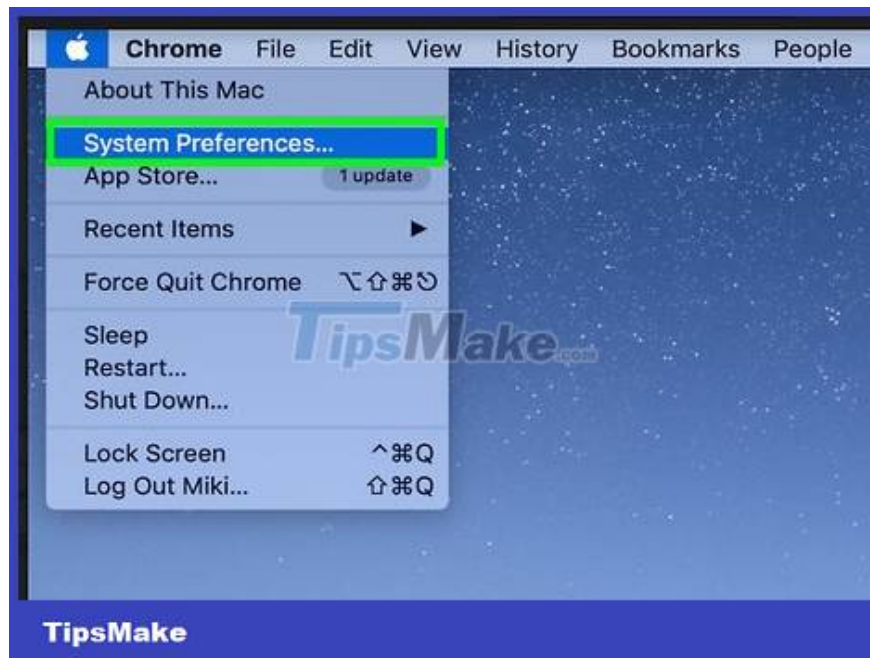 Chrome File Edit View History Bookmarks People
About This Mac
System Preferences...
App Store... 1 update
Recent Items ▶
Force Quit Chrome ⌥⇧⌘⎋
Sleep
Restart...
Shut Down...
Lock Screen ^⌘Q
Log Out Miki... ⇧⌘Q
TipsMake.com
TipsMake